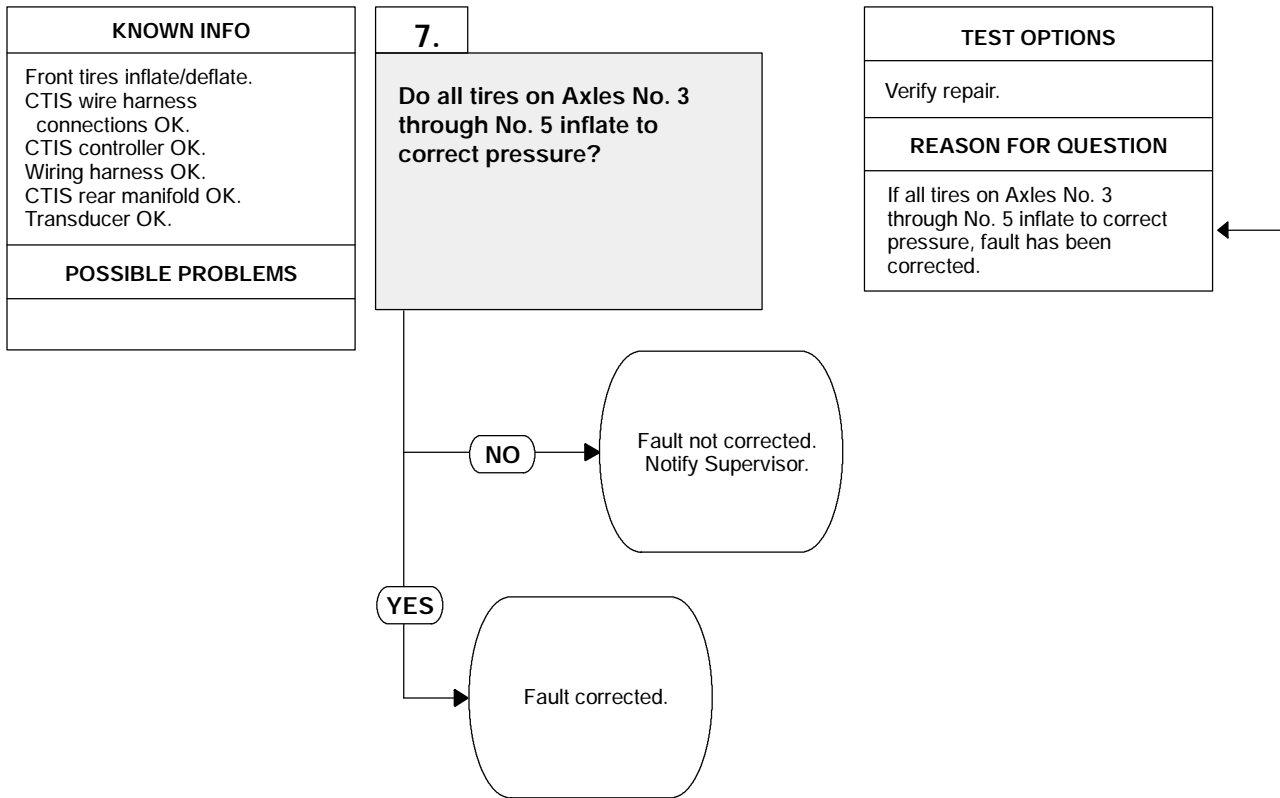 KNOWN INFO
Front tires inflate/deflate.
CTIS wire harness
connections OK.
CTIS controller OK.
Wiring harness OK.
CTIS rear manifold OK.
Transducer OK.
POSSIBLE PROBLEMS
7.
Do all tires on Axles No. 3
through No. 5 inflate to
correct pressure?
TEST OPTIONS
Verify repair.
REASON FOR QUESTION
If all tires on Axles No. 3
through No. 5 inflate to correct
pressure, fault has been
corrected.
NO
Fault not corrected.
Notify Supervisor.
YES
Fault corrected.